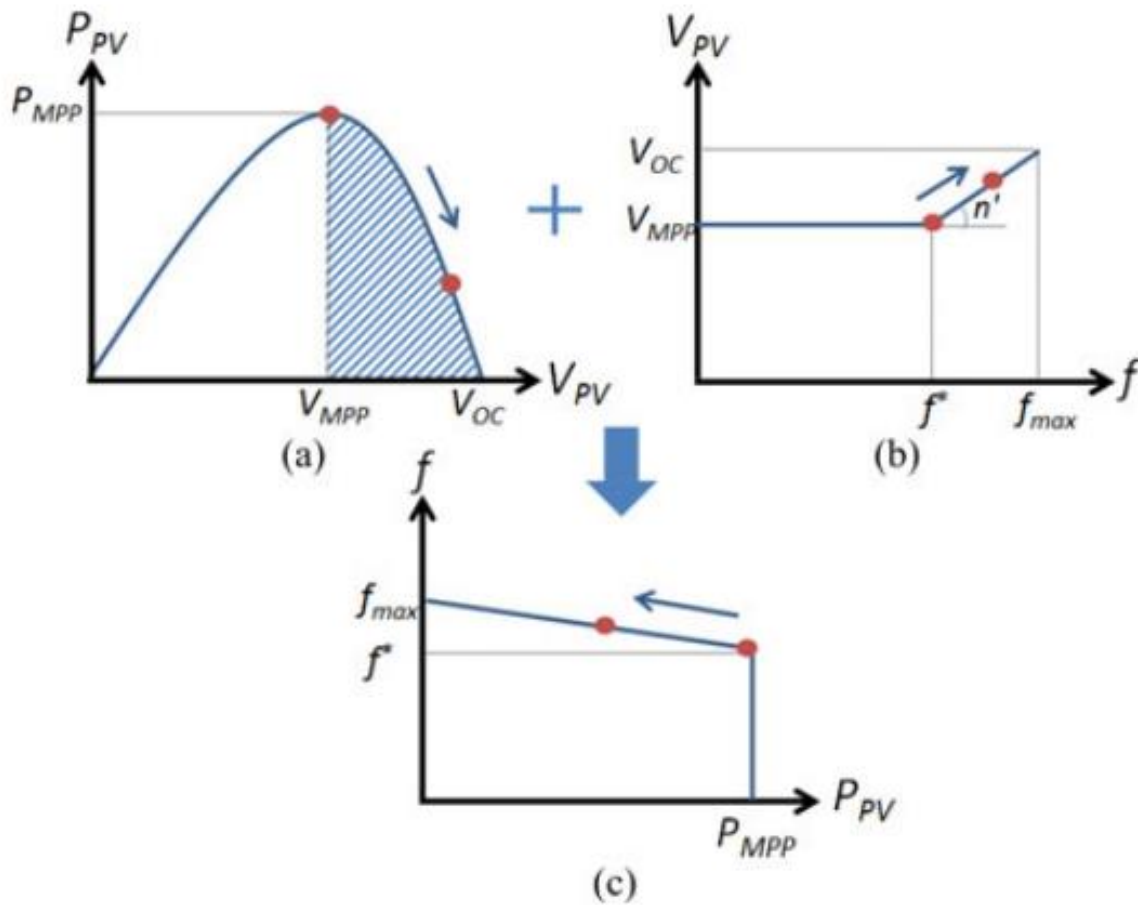 P_PV
P_MPP
V_MPP
V_OC
V_PV
(a)
+
V_PV
V_OC
V_MPP
n'
f*
f_max
f
(b)
f
f_max
f*
P_MPP
P_PV
(c)